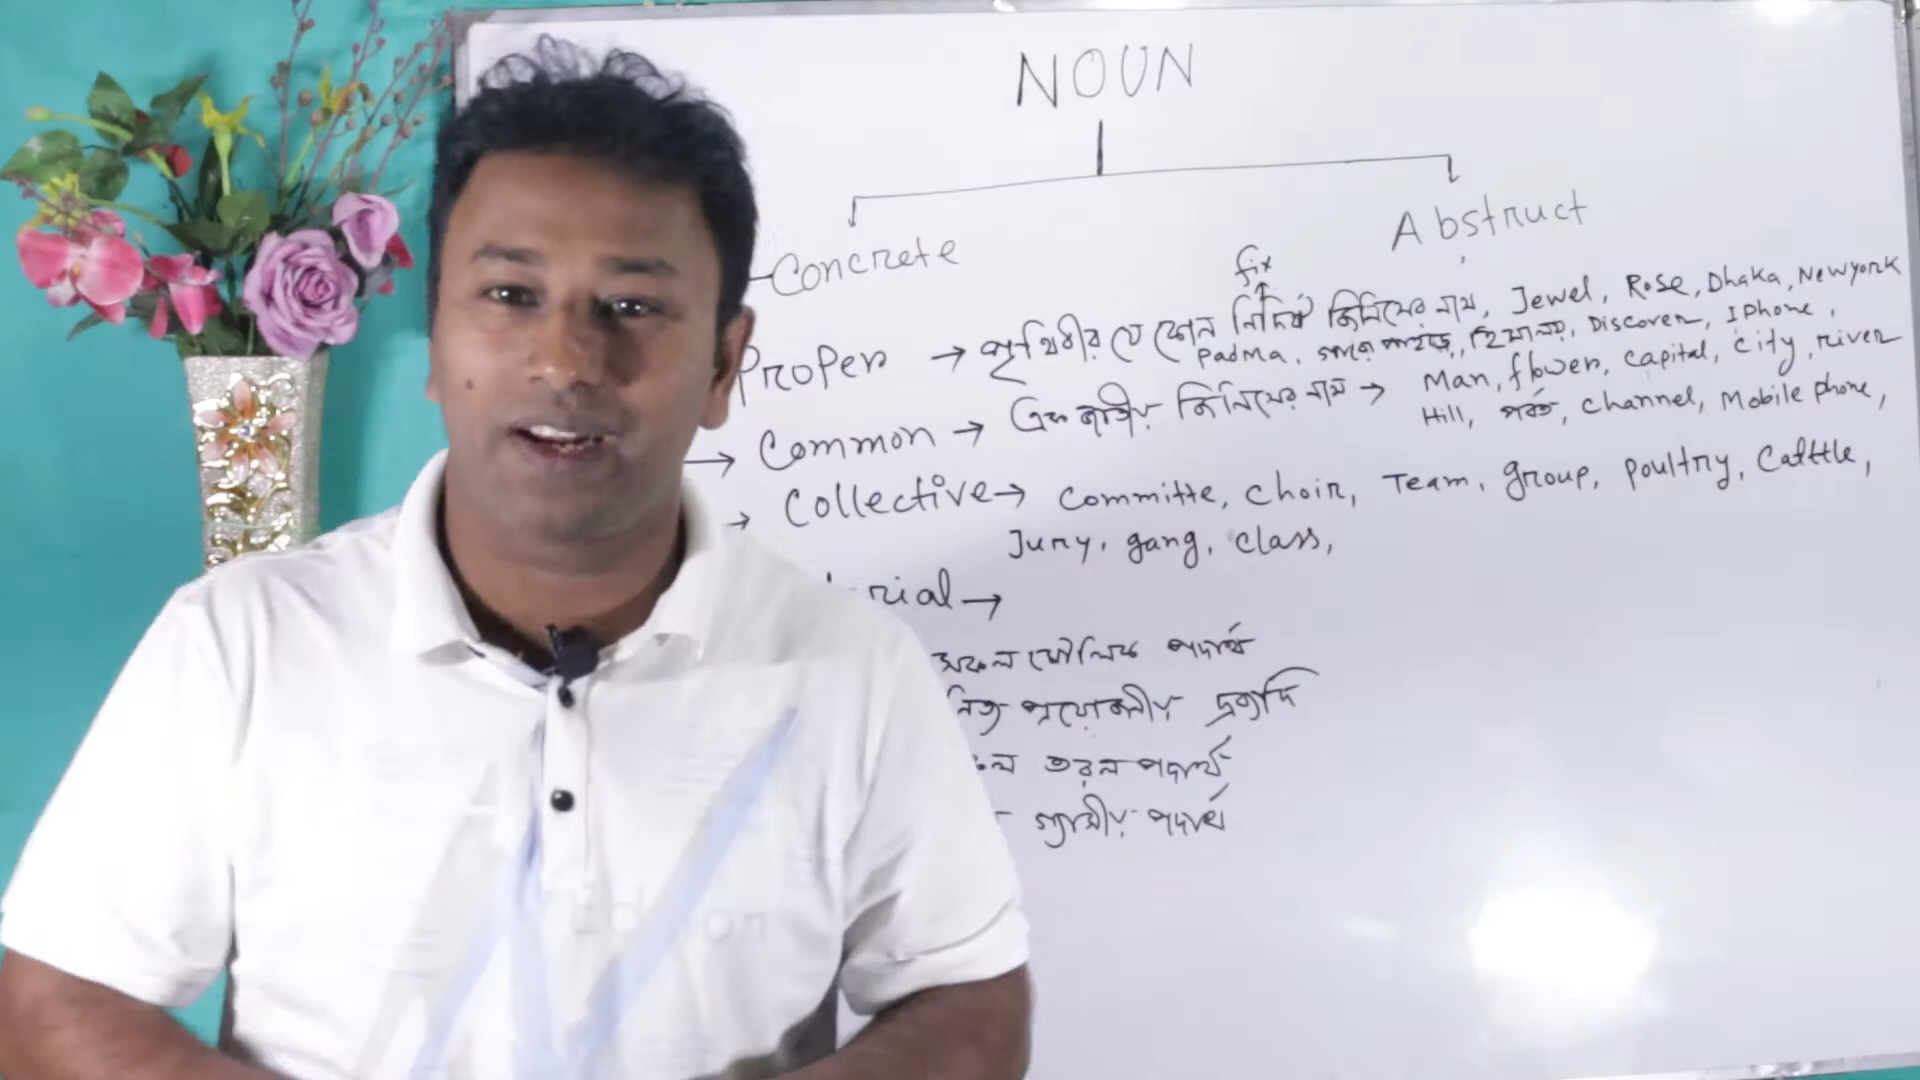 NOUN
Concrete
Abstruct
fix
Proper → পৃথিবীর যে কোন নির্দিষ্ট জিনিষের নাম, Jewel, Rose, Dhaka, Newyork
Padma, গারো পাহাড়, হিমালয়, Discover, IPhone,
→ Common → এক জাতীয় জিনিষের নাম → Man, flower, capital, city, river
Hill, পর্বত, channel, Mobile phone,
→ Collective → Committe, choir, Team, group, poultry, Catttle,
Jury, gang, class,
rial →
সকল মৌলিক পদার্থ
নিত্য প্রয়োজনীয় দ্রব্যাদি
তরল পদার্থ
গ্যাসীয় পদার্থ